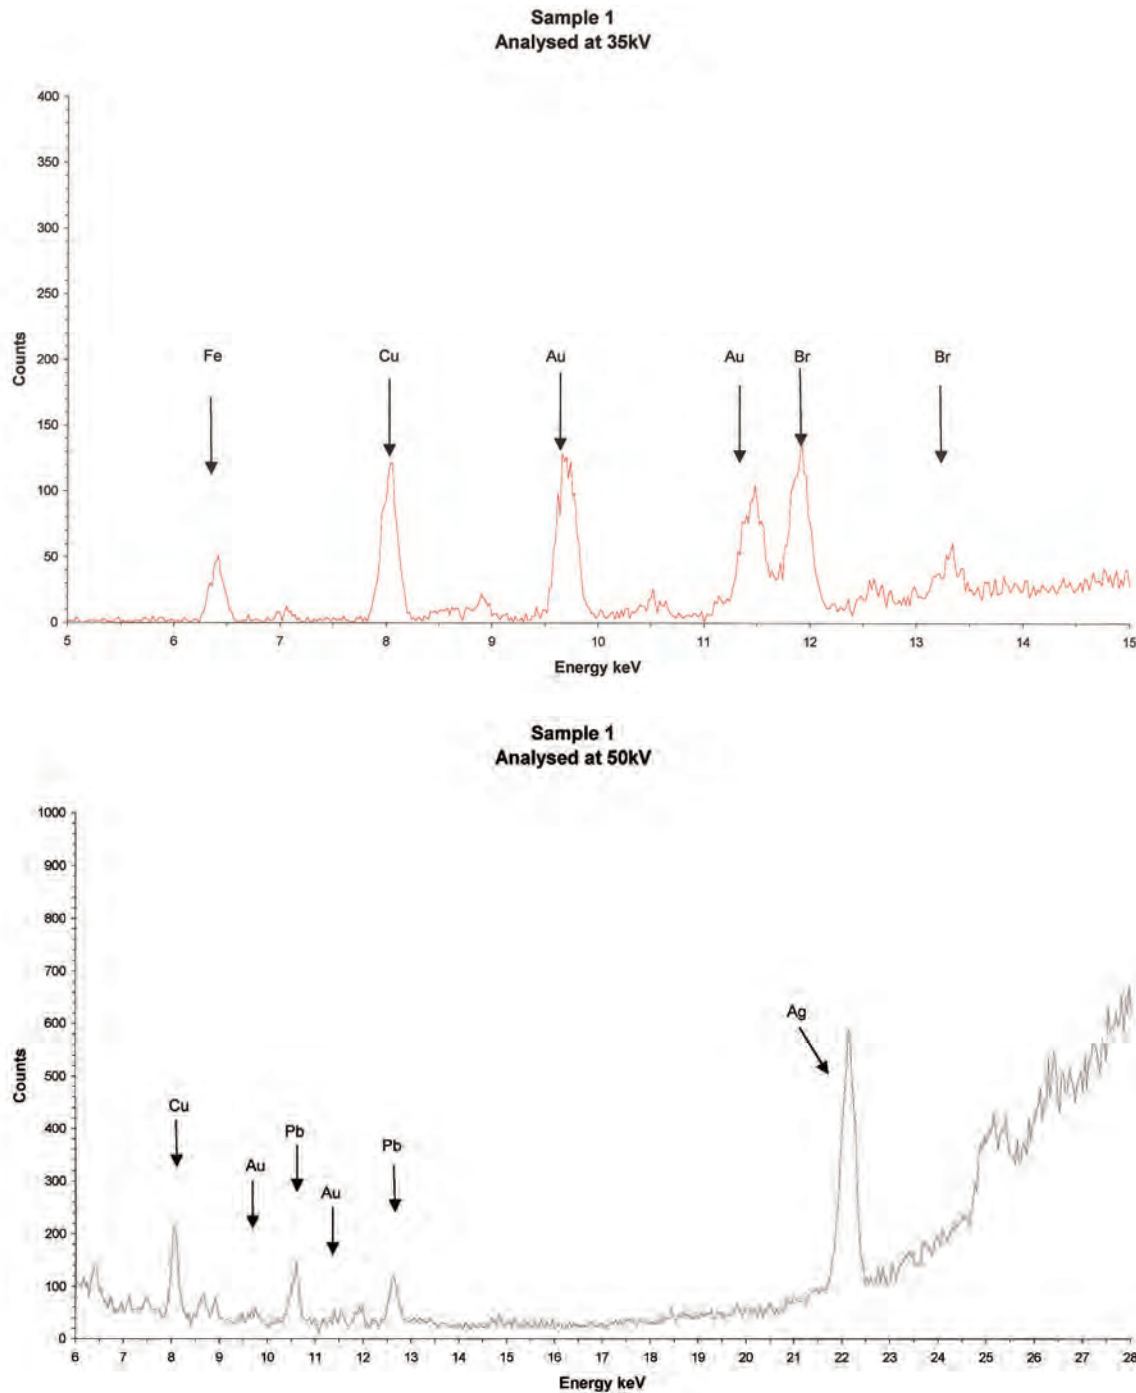 Sample 1
Analysed at 35kV
400
350
300
250
200
150
100
50
0
Counts
Fe
Cu
Au
Au
Br
Br
5 6 7 8 9 10 11 12 13 14 15
Energy keV
Sample 1
Analysed at 50kV
1000
900
800
700
600
500
400
300
200
100
0
Counts
Cu
Au
Pb
Au
Pb
Ag
6 7 8 9 10 11 12 13 14 15 16 17 18 19 20 21 22 23 24 25 26 27 28
Energy keV